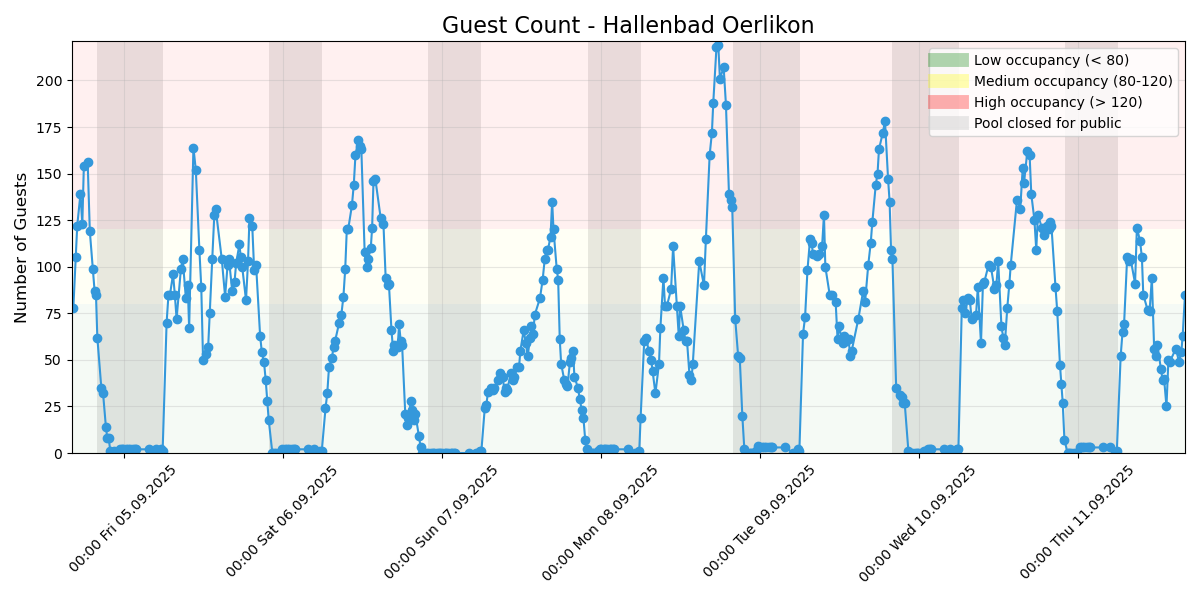 Guest Count - Hallenbad Oerlikon
Number of Guests
200
175
150
125
100
75
50
25
0
Low occupancy (< 80)
Medium occupancy (80-120)
High occupancy (> 120)
Pool closed for public
00:00 Fri 05.09.2025
00:00 Sat 06.09.2025
00:00 Sun 07.09.2025
00:00 Mon 08.09.2025
00:00 Tue 09.09.2025
00:00 Wed 10.09.2025
00:00 Thu 11.09.2025